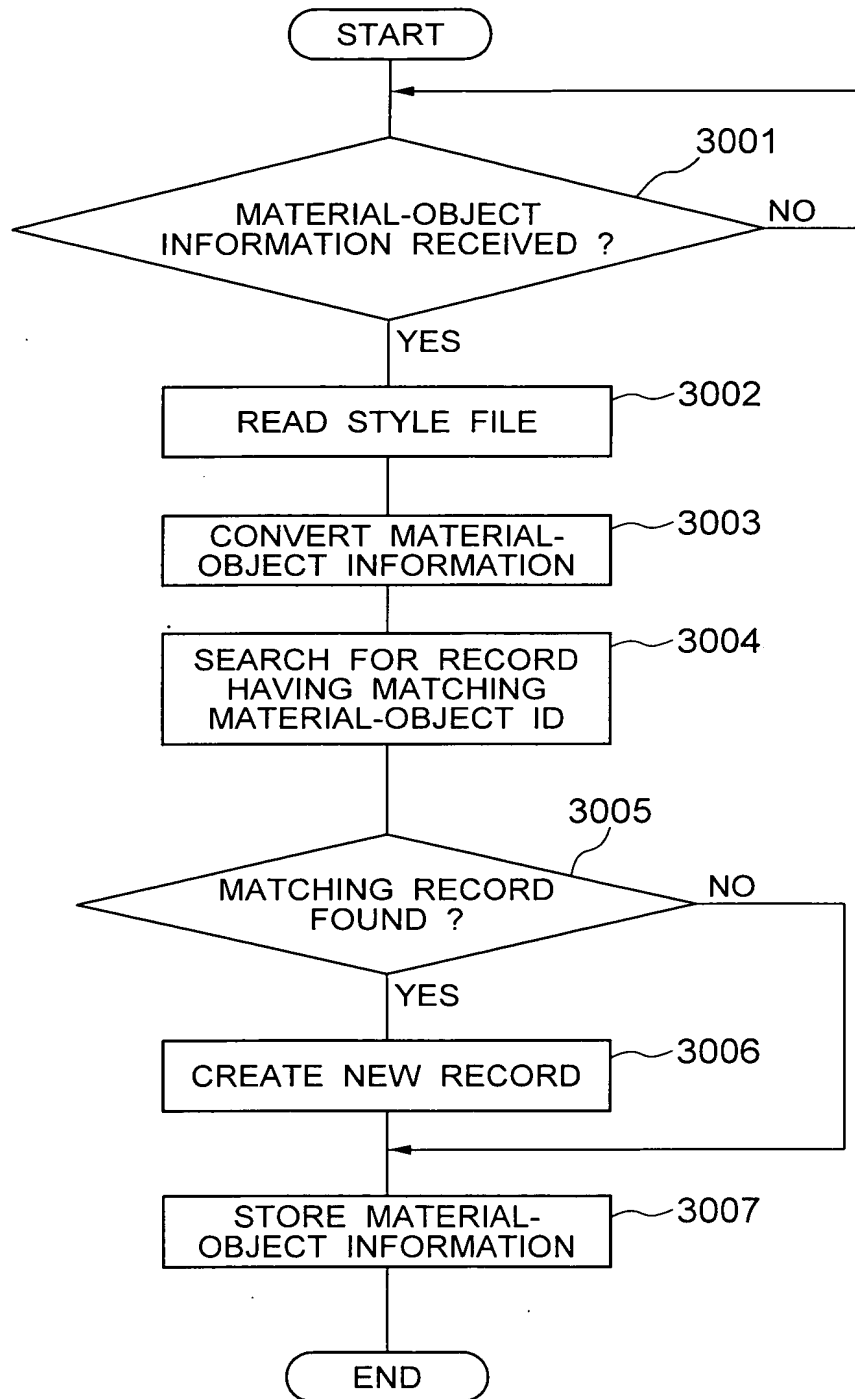 START
3001
MATERIAL-OBJECT
INFORMATION RECEIVED ?
NO
YES
READ STYLE FILE
3002
CONVERT MATERIAL-
OBJECT INFORMATION
3003
SEARCH FOR RECORD
HAVING MATCHING
MATERIAL-OBJECT ID
3004
3005
MATCHING RECORD
FOUND ?
NO
YES
CREATE NEW RECORD
3006
STORE MATERIAL-
OBJECT INFORMATION
3007
END